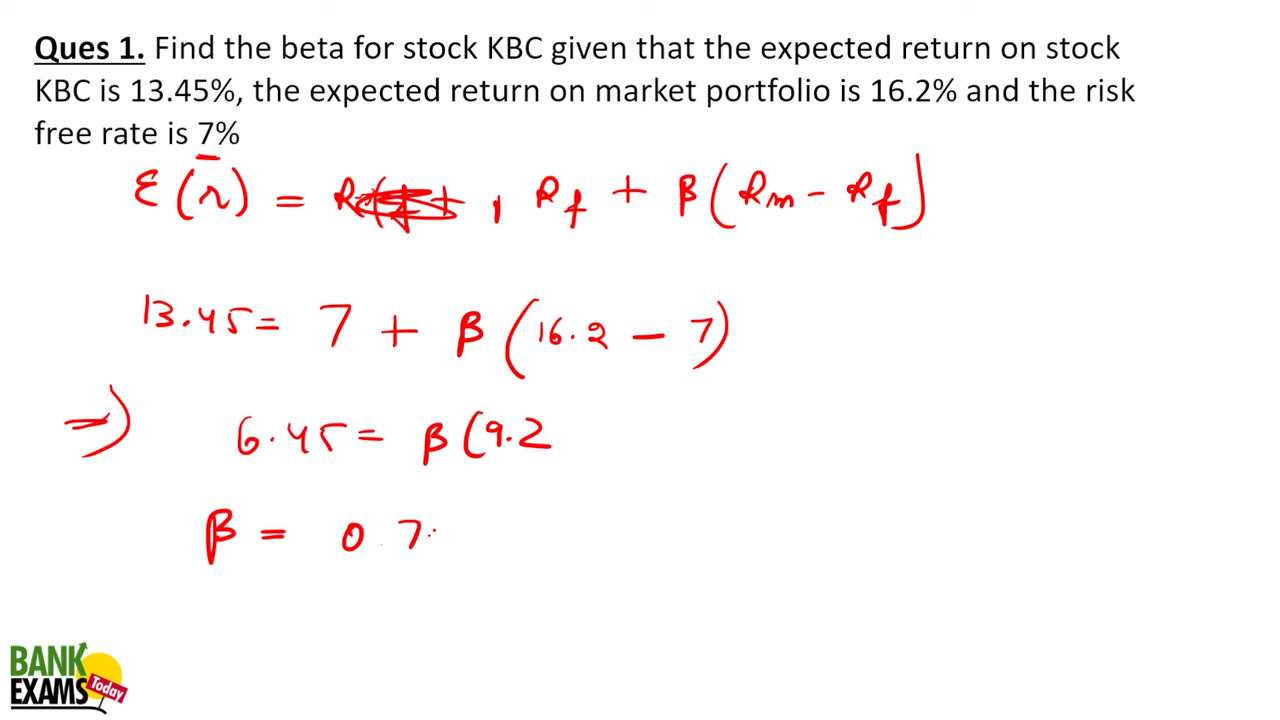 Ques 1. Find the beta for stock KBC given that the expected return on stock
KBC is 13.45%, the expected return on market portfolio is 16.2% and the risk
free rate is 7%
E(r) = Rf + β(Rm - Rf)
13.45 = 7 + β(16.2 - 7)
⇒ 6.45 = β(9.2
β = 0.7
BANK
EXAMS
Today